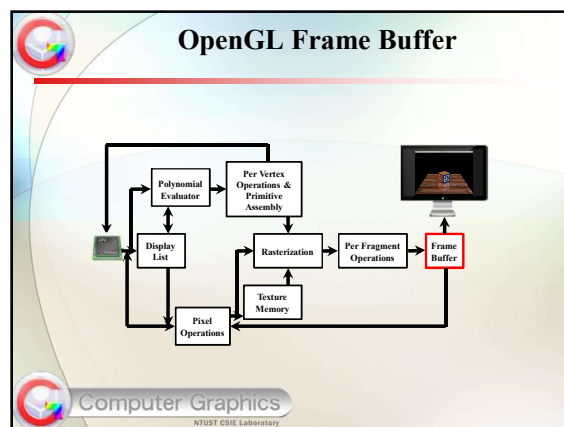 OpenGL Frame Buffer
Polynomial
Evaluator
Per Vertex
Operations &
Primitive
Assembly
Display
List
Rasterization
Per Fragment
Operations
Frame
Buffer
Texture
Memory
Pixel
Operations
Computer Graphics
NTUST CSIE Laboratory